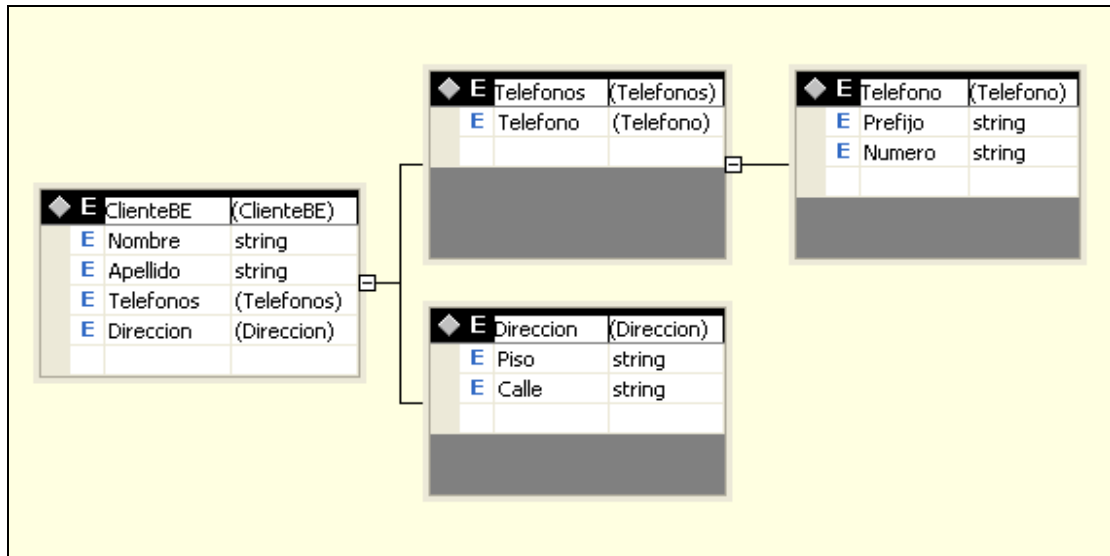 E Telefonos (Telefonos)
E Telefono (Telefono)
E Telefono (Telefono)
E Prefijo string
E Numero string
E ClienteBE (ClienteBE)
E Nombre string
E Apellido string
E Telefonos (Telefonos)
E Direccion (Direccion)
E Direccion (Direccion)
E Piso string
E Calle string